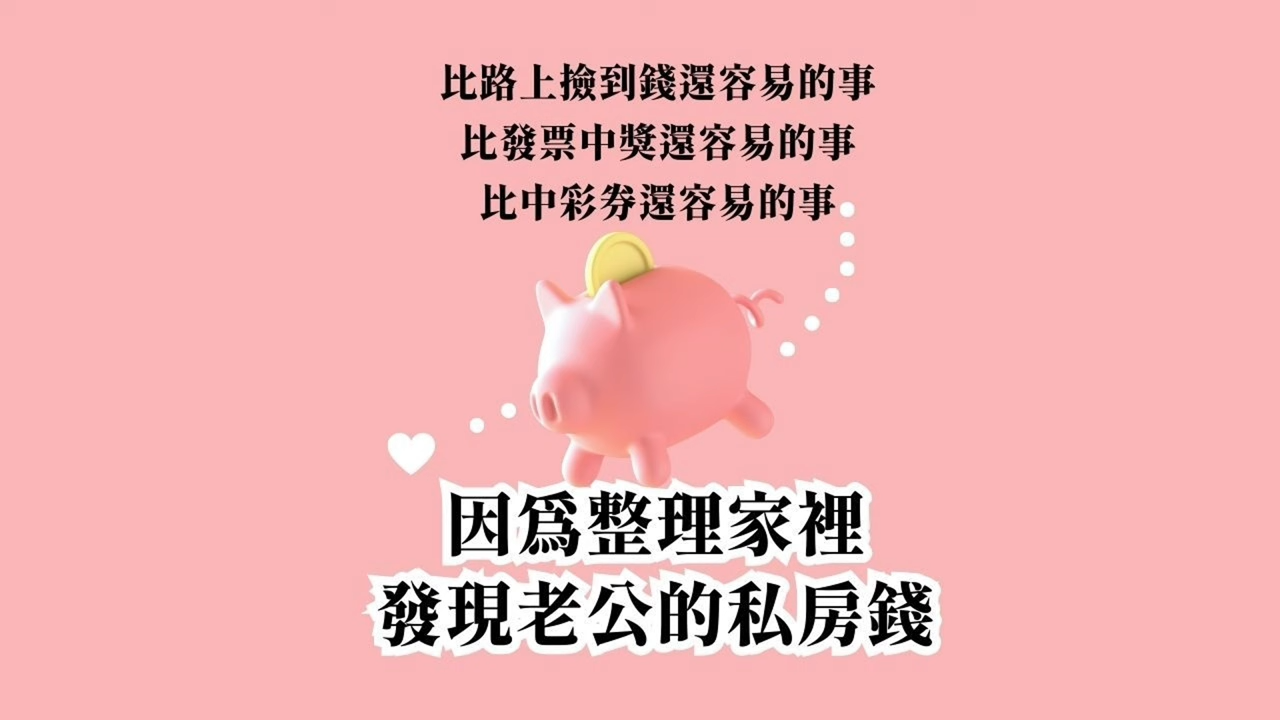 比路上撿到錢還容易的事
比發票中獎還容易的事
比中彩券還容易的事
因為整理家裡
發現老公的私房錢